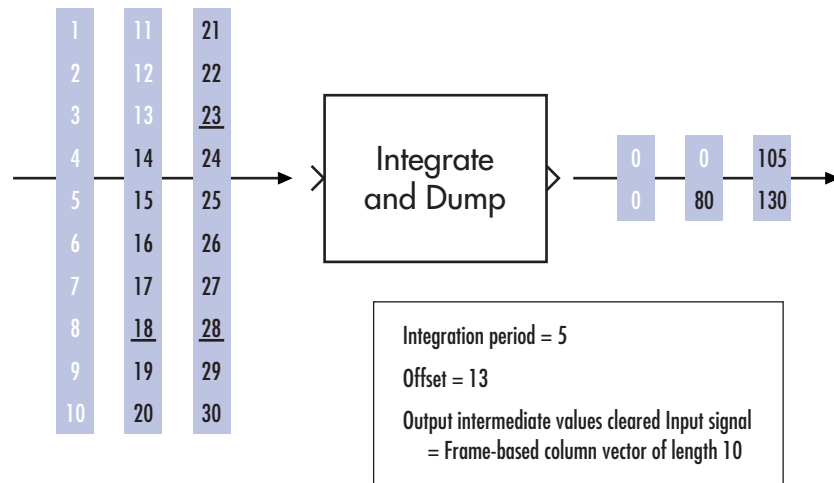 1 11 21
2 12 22
3 13 23
4 14 24
5 15 25
6 16 26
7 17 27
8 18 28
9 19 29
10 20 30
Integrate
and Dump
0 0 105
0 80 130
Integration period = 5
Offset = 13
Output intermediate values cleared Input signal
= Frame-based column vector of length 10